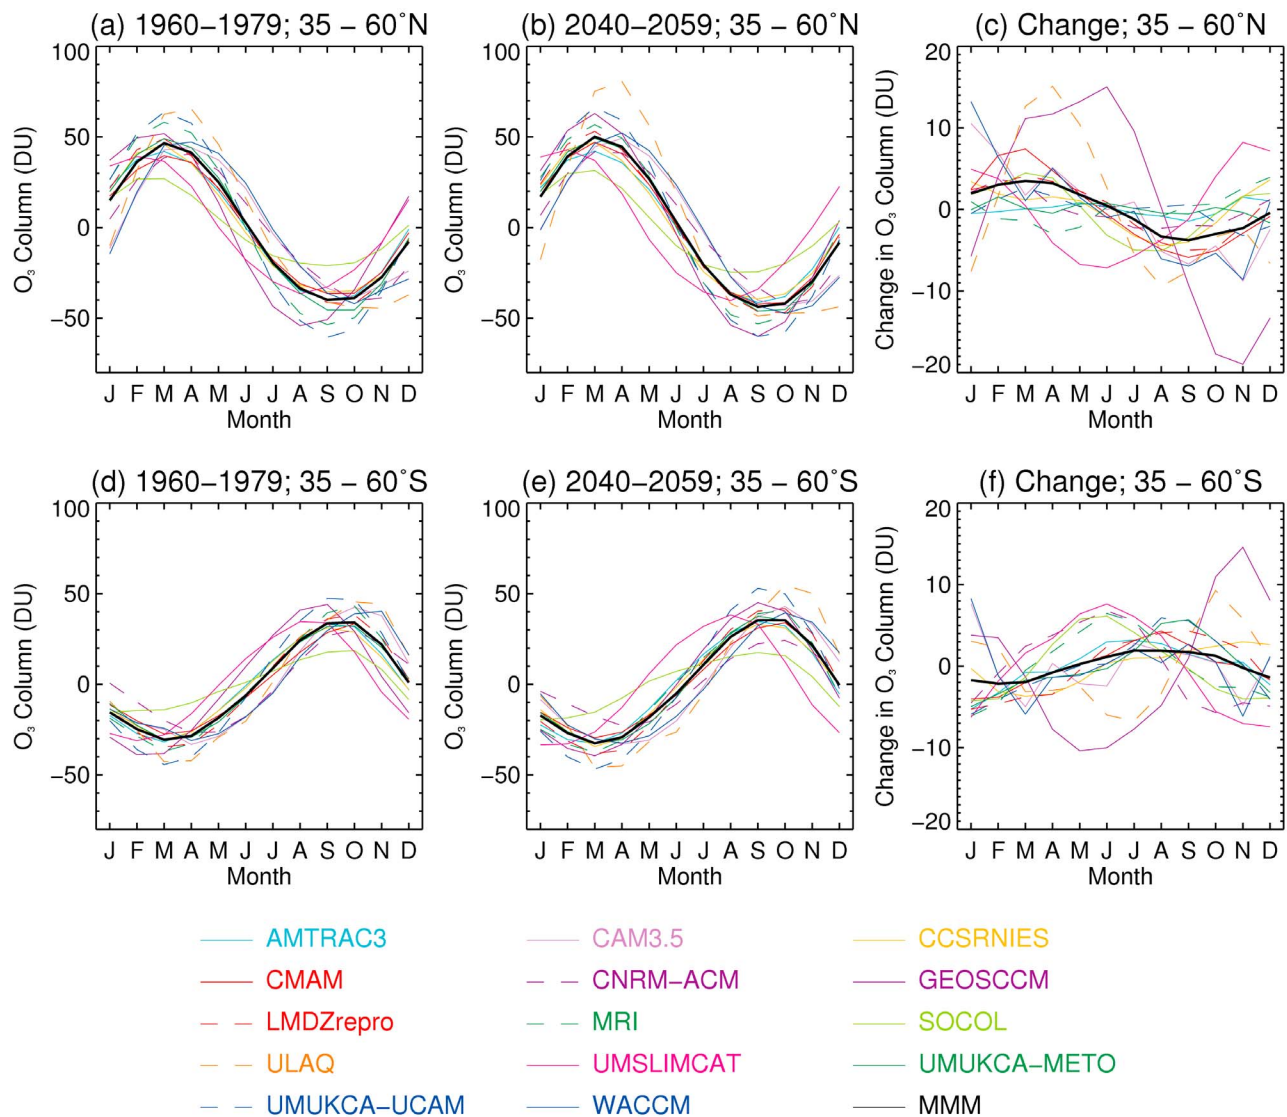 (a) 1960−1979; 35 − 60˚N
(b) 2040−2059; 35 − 60˚N
(c) Change; 35 − 60˚N
O₃ Column (DU)
100
50
0
−50
J F M A M J J A S O N D
Month
O₃ Column (DU)
100
50
0
−50
J F M A M J J A S O N D
Month
Change in O₃ Column (DU)
20
10
0
−10
−20
J F M A M J J A S O N D
Month
(d) 1960−1979; 35 − 60˚S
(e) 2040−2059; 35 − 60˚S
(f) Change; 35 − 60˚S
O₃ Column (DU)
100
50
0
−50
J F M A M J J A S O N D
Month
O₃ Column (DU)
100
50
0
−50
J F M A M J J A S O N D
Month
Change in O₃ Column (DU)
20
10
0
−10
−20
J F M A M J J A S O N D
Month
AMTRAC3 CAM3.5 CCSRNIES
CMAM CNRM−ACM GEOSCCM
LMDZrepro MRI SOCOL
ULAQ UMSLIMCAT UMUKCA−METO
UMUKCA−UCAM WACCM MMM